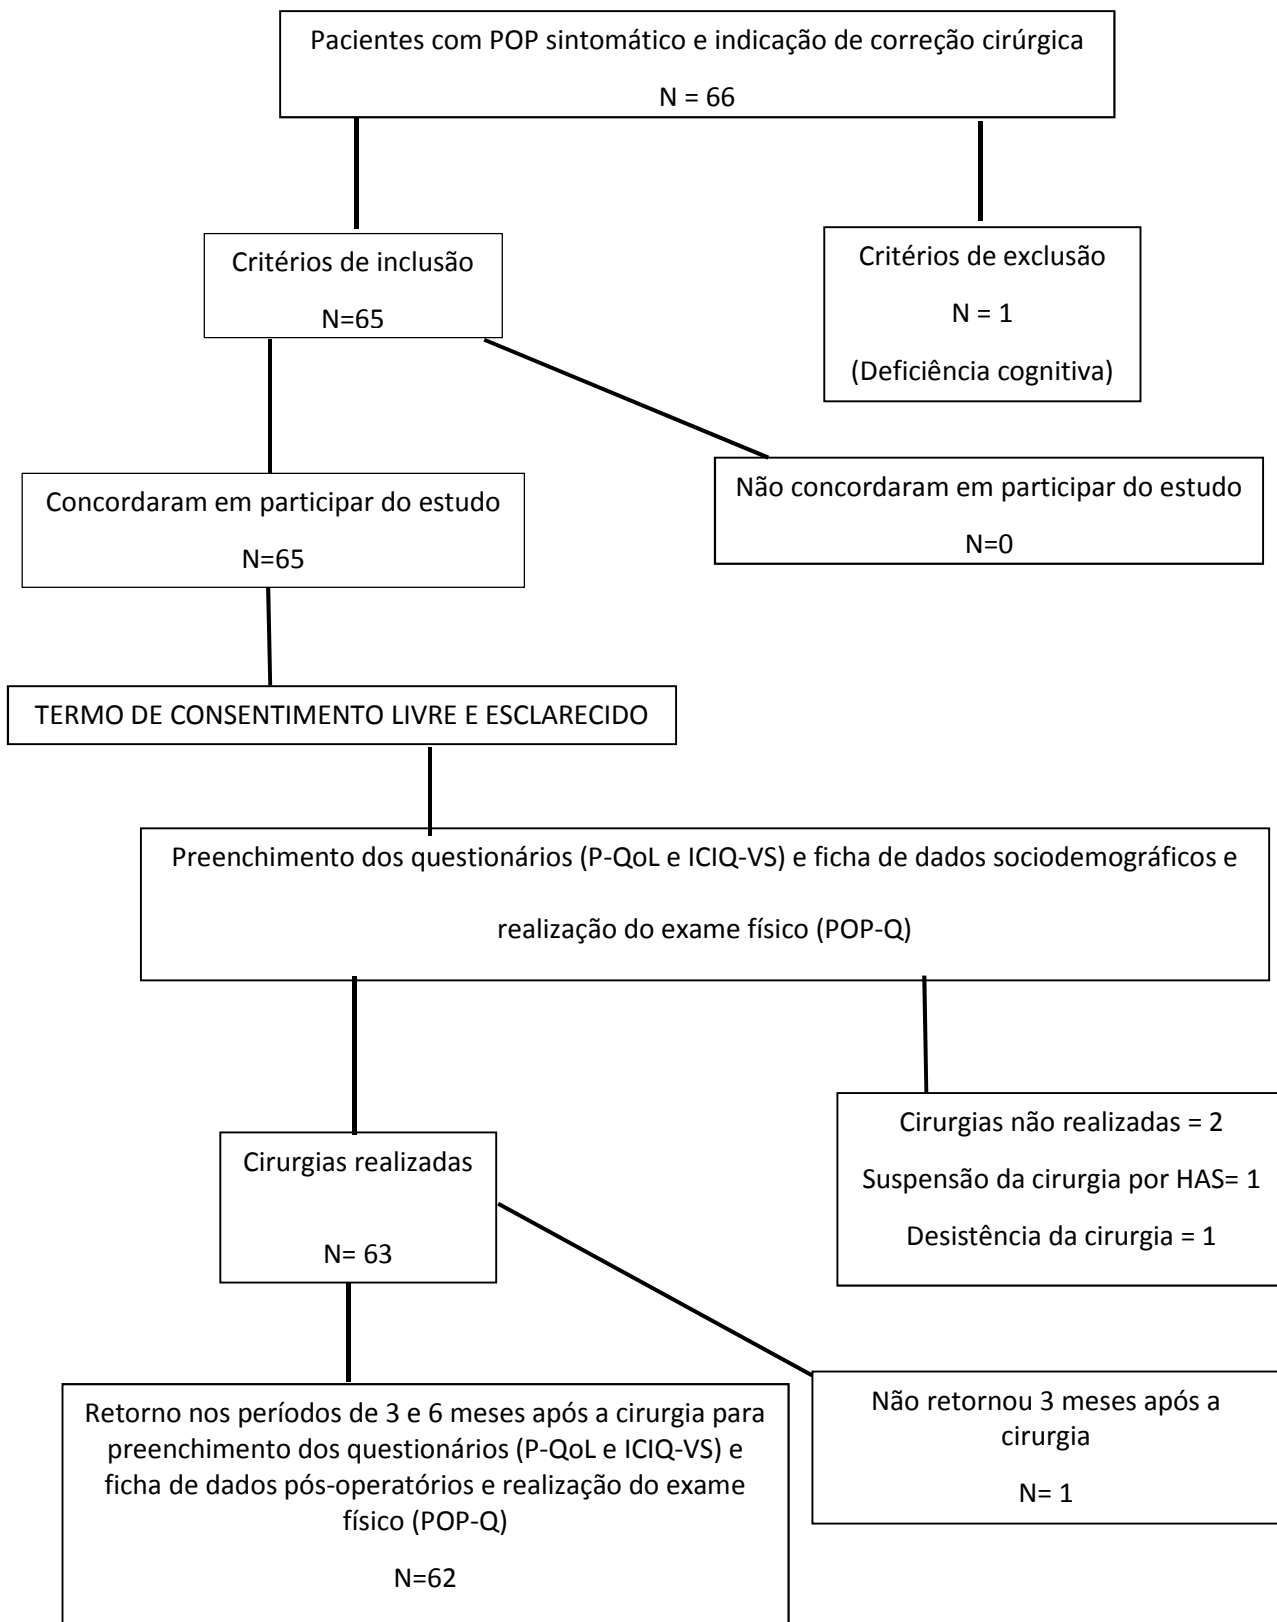 Pacientes com POP sintomático e indicação de correção cirúrgica
N = 66
Critérios de inclusão
N=65
Critérios de exclusão
N = 1
(Deficiência cognitiva)
Concordaram em participar do estudo
N=65
Não concordaram em participar do estudo
N=0
TERMO DE CONSENTIMENTO LIVRE E ESCLARECIDO
Preenchimento dos questionários (P-QoL e ICIQ-VS) e ficha de dados sociodemográficos e
realização do exame físico (POP-Q)
Cirurgias realizadas
N= 63
Cirurgias não realizadas = 2
Suspensão da cirurgia por HAS= 1
Desistência da cirurgia = 1
Retorno nos períodos de 3 e 6 meses após a cirurgia para
preenchimento dos questionários (P-QoL e ICIQ-VS) e
ficha de dados pós-operatórios e realização do exame
físico (POP-Q)
N=62
Não retornou 3 meses após a
cirurgia
N= 1